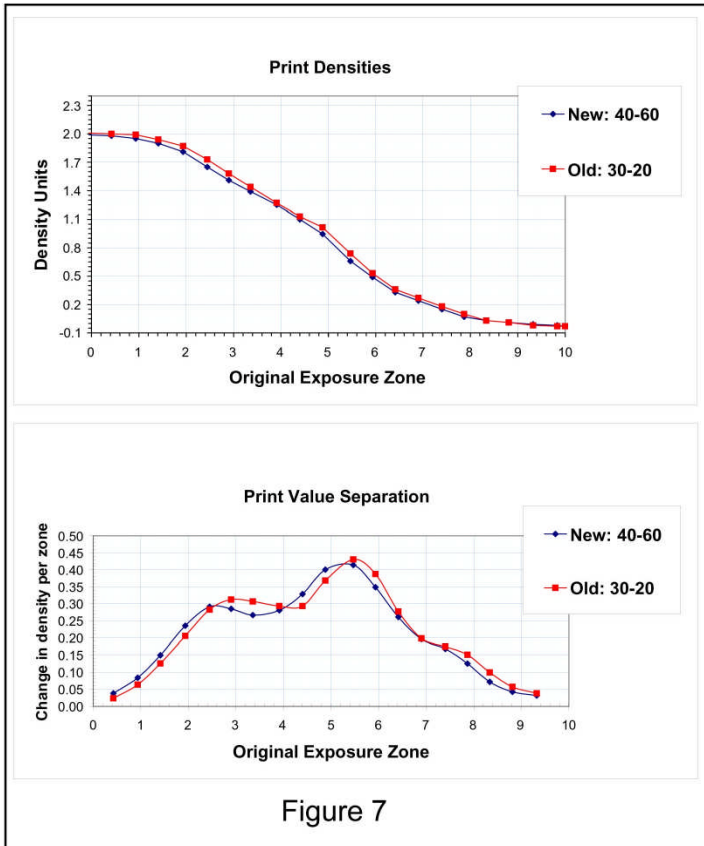 Print Densities
2.3
2.0
1.7
1.4
1.1
0.8
0.5
0.2
-0.1
Density Units
0 1 2 3 4 5 6 7 8 9 10
Original Exposure Zone
New: 40-60
Old: 30-20
Print Value Separation
0.50
0.45
0.40
0.35
0.30
0.25
0.20
0.15
0.10
0.05
0.00
Change in density per zone
0 1 2 3 4 5 6 7 8 9 10
Original Exposure Zone
New: 40-60
Old: 30-20
Figure 7